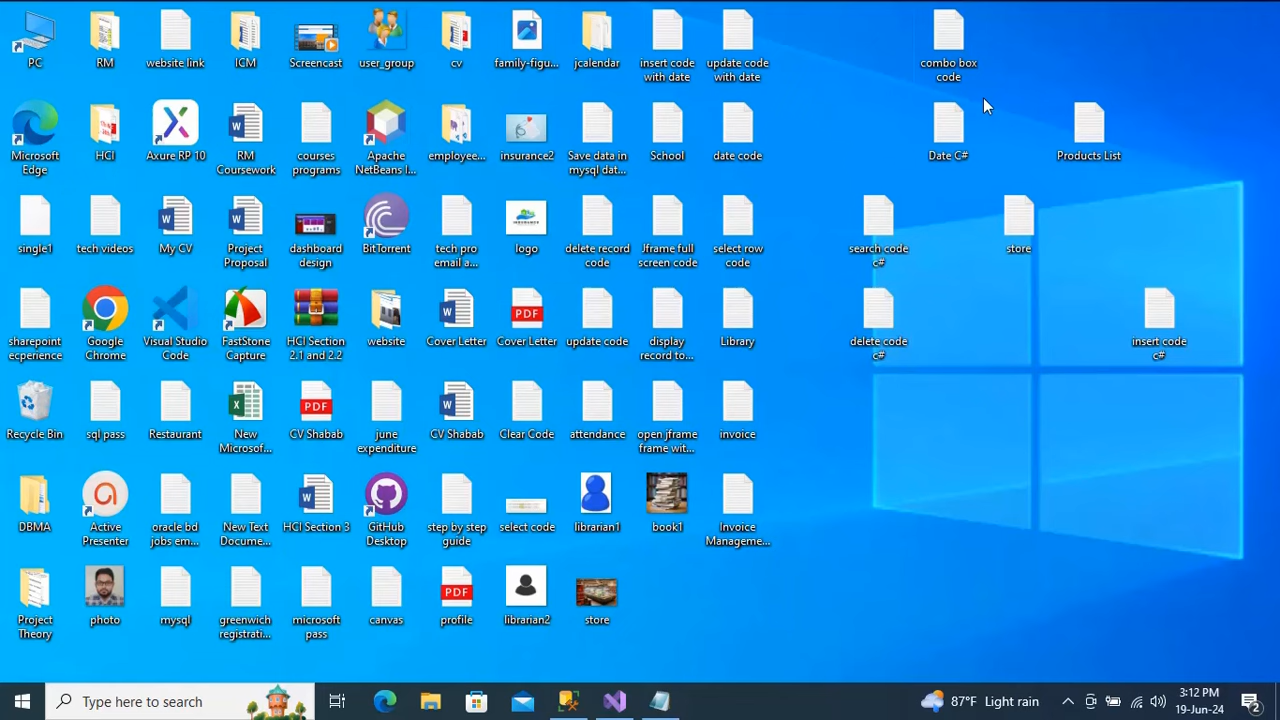 PC
RM
website link
ICM
Screencast
user_group
cv
family-figu...
jcalendar
insert code
with date
update code
with date
combo box
code
Microsoft
Edge
HCI
Axure RP 10
RM
Coursework
courses
programs
Apache
NetBeans I...
employee...
insurance2
Save data in
mysql dat...
School
date code
Date C#
Products List
single1
tech videos
My CV
Project
Proposal
dashboard
design
BitTorrent
tech pro
email a...
logo
delete record
code
Jframe full
screen code
select row
code
search code
c#
store
sharepoint
ecperience
Google
Chrome
Visual Studio
Code
FastStone
Capture
HCI Section
2.1 and 2.2
website
Cover Letter
PDF
Cover Letter
update code
display
record to...
Library
delete code
c#
insert code
c#
Recycle Bin
sql pass
Restaurant
New
Microsof...
PDF
CV Shabab
june
expenditure
CV Shabab
Clear Code
attendance
open jframe
frame wit...
invoice
DBMA
Active
Presenter
oracle bd
jobs em...
New Text
Docume...
HCI Section 3
GitHub
Desktop
step by step
guide
select code
librarian1
book1
Invoice
Manageme...
Project
Theory
photo
mysql
greenwich
registrati...
microsoft
pass
canvas
PDF
profile
librarian2
store
Type here to search
87°F Light rain
3:12 PM
19-Jun-24
2